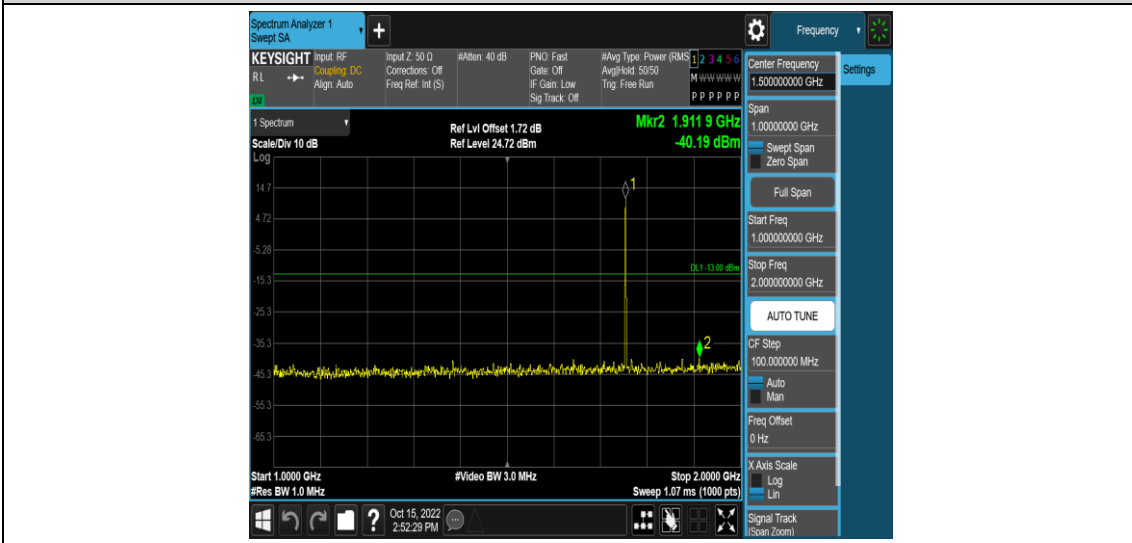 Spectrum Analyzer 1
Swept SA
+
Frequency
KEYSIGHT
RL
LXI
Input: RF
Coupling: DC
Align: Auto
Input Z: 50 Ω
Corrections: Off
Freq Ref: Int (S)
#Atten: 40 dB
PNO: Fast
Gate: Off
IF Gain: Low
Sig Track: Off
#Avg Type: Power (RMS
Avg|Hold: 50/50
Trig: Free Run
1 2 3 4 5 6
M W W W W W
P P P P P P
1 Spectrum
Scale/Div 10 dB
Log
Ref Lvl Offset 1.72 dB
Ref Level 24.72 dBm
Mkr2 1.911 9 GHz
-40.19 dBm
14.7
4.72
-5.28
-15.3
-25.3
-35.3
-45.3
-55.3
-65.3
1
DL1 -13.00 dBm
2
Start 1.0000 GHz
#Res BW 1.0 MHz
#Video BW 3.0 MHz
Stop 2.0000 GHz
Sweep 1.07 ms (1000 pts)
?
Oct 15, 2022
2:52:29 PM
Center Frequency
1.500000000 GHz
Settings
Span
1.00000000 GHz
Swept Span
Zero Span
Full Span
Start Freq
1.000000000 GHz
Stop Freq
2.000000000 GHz
AUTO TUNE
CF Step
100.000000 MHz
Auto
Man
Freq Offset
0 Hz
X Axis Scale
Log
Lin
Signal Track
(Span Zoom)